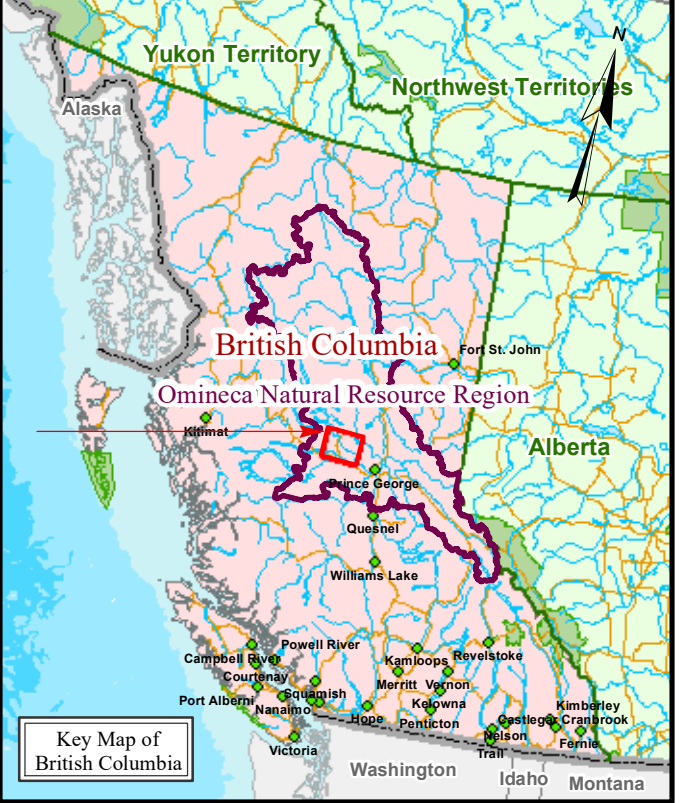 N
Yukon Territory
Northwest Territories
Alaska
British Columbia
Fort St. John
Omineca Natural Resource Region
Kitimat
Alberta
Prince George
Quesnel
Williams Lake
Powell River
Campbell River
Kamloops
Revelstoke
Courtenay
Merritt
Vernon
Squamish
Port Alberni
Nanaimo
Kelowna
Kimberley
Hope
Penticton
Castlegar
Cranbrook
Nelson
Fernie
Victoria
Trail
Key Map of
British Columbia
Washington
Idaho
Montana